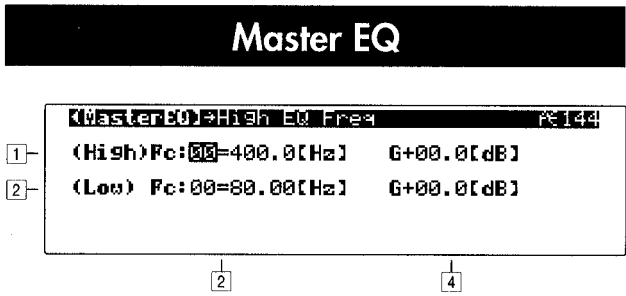 Master EQ
(MasterEQ)→High EQ Freq
144
1 (High)Fc:00=400.0[Hz] G+00.0[dB]
2 (Low) Fc:00=80.00[Hz] G+00.0[dB]
2 4